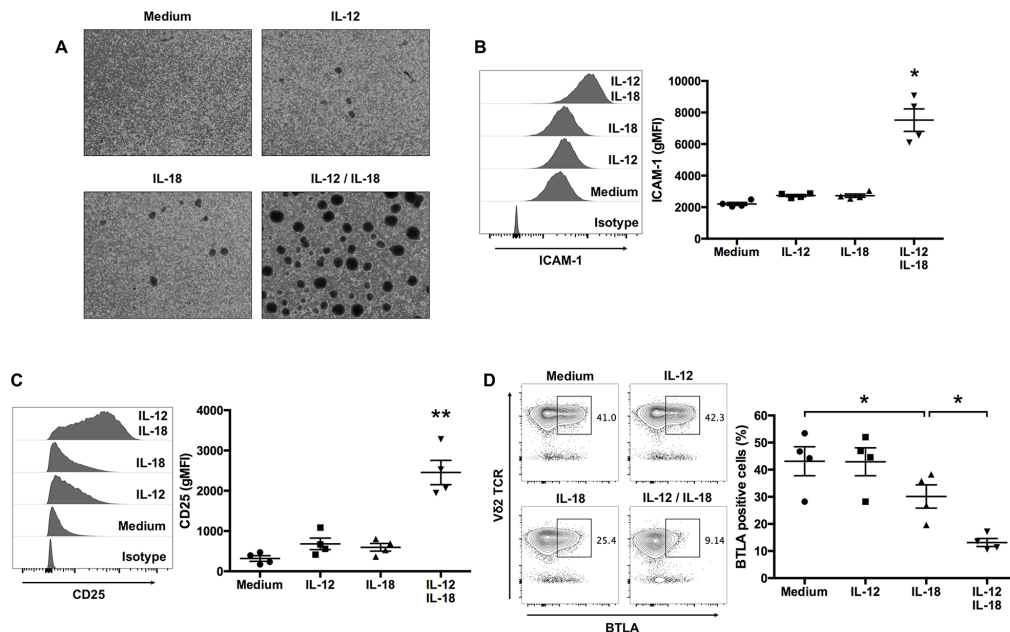 A
Medium
IL-12
IL-18
IL-12 / IL-18
B
IL-12
IL-18
IL-18
IL-12
Medium
Isotype
ICAM-1
ICAM-1 (gMFI)
10000
8000
6000
4000
2000
0
*
Medium
IL-12
IL-18
IL-12
IL-18
C
IL-12
IL-18
IL-18
IL-12
Medium
Isotype
CD25
CD25 (gMFI)
4000
3000
2000
1000
0
**
Medium
IL-12
IL-18
IL-12
IL-18
D
Medium
IL-12
41.0
42.3
IL-18
IL-12 / IL-18
25.4
9.14
Vδ2 TCR
BTLA
BTLA positive cells (%)
60
50
40
30
20
10
0
*
*
Medium
IL-12
IL-18
IL-12
IL-18